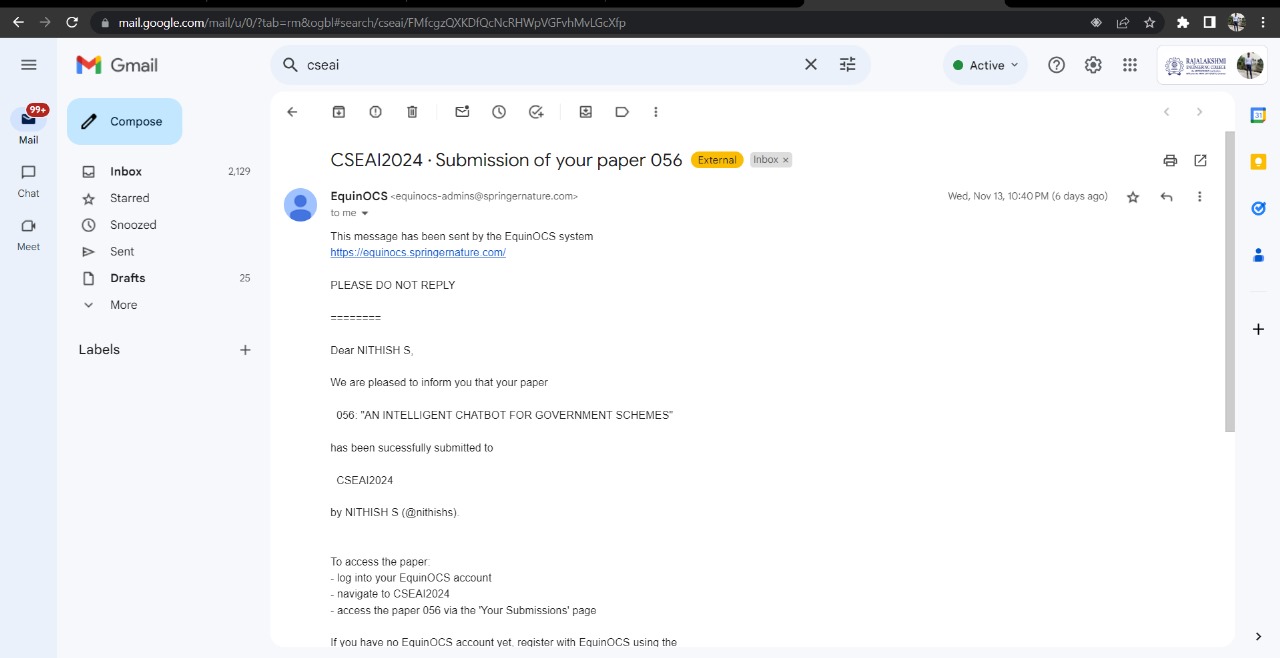 mail.google.com/mail/u/0/?tab=rm&ogbl#search/cseai/FMfcgzQXKDfQcNcRHWpVGFvhMvLGcXfp
Gmail
cseai
Active
RAJALAKSHMI
ENGINEERING COLLEGE
99+
Mail
Chat
Meet
Compose
Inbox 2,129
Starred
Snoozed
Sent
Drafts 25
More
Labels
CSEAI2024 · Submission of your paper 056 External Inbox x
EquinOCS <equinocs-admins@springernature.com> Wed, Nov 13, 10:40 PM (6 days ago)
to me
This message has been sent by the EquinOCS system
https://equinocs.springernature.com/
PLEASE DO NOT REPLY
========
Dear NITHISH S,
We are pleased to inform you that your paper
056: "AN INTELLIGENT CHATBOT FOR GOVERNMENT SCHEMES"
has been sucessfully submitted to
CSEAI2024
by NITHISH S (@nithishs).
To access the paper:
- log into your EquinOCS account
- navigate to CSEAI2024
- access the paper 056 via the 'Your Submissions' page
If you have no EquinOCS account yet, register with EquinOCS using the
31